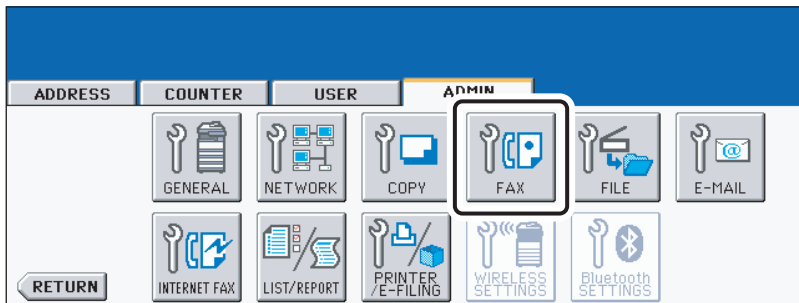 ADDRESS COUNTER USER ADMIN
GENERAL NETWORK COPY FAX FILE E-MAIL
INTERNET FAX LIST/REPORT PRINTER /E-FILING WIRELESS SETTINGS Bluetooth SETTINGS
RETURN